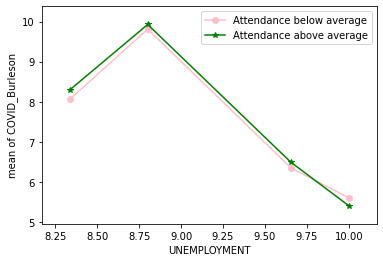 Attendance below average
Attendance above average
10
9
8
7
6
5
mean of COVID_Burleson
8.25 8.50 8.75 9.00 9.25 9.50 9.75 10.00
UNEMPLOYMENT